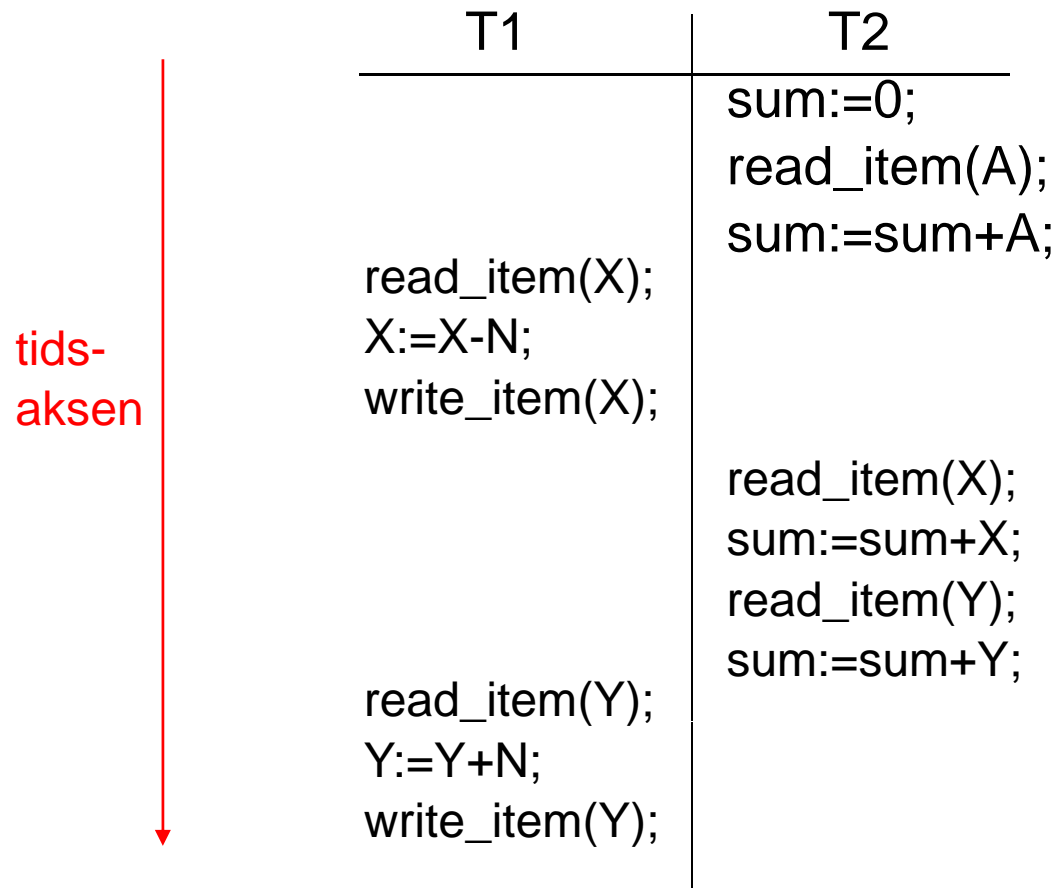 T1 T2
sum:=0;
read_item(A);
sum:=sum+A;
read_item(X);
X:=X-N;
write_item(X);
tids-
aksen
read_item(X);
sum:=sum+X;
read_item(Y);
sum:=sum+Y;
read_item(Y);
Y:=Y+N;
write_item(Y);